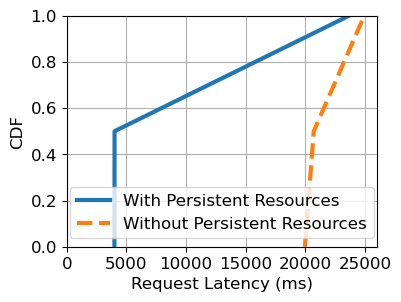 1.0
0.8
0.6
0.4
0.2
0.0
CDF
With Persistent Resources
Without Persistent Resources
0 5000 10000 15000 20000 25000
Request Latency (ms)